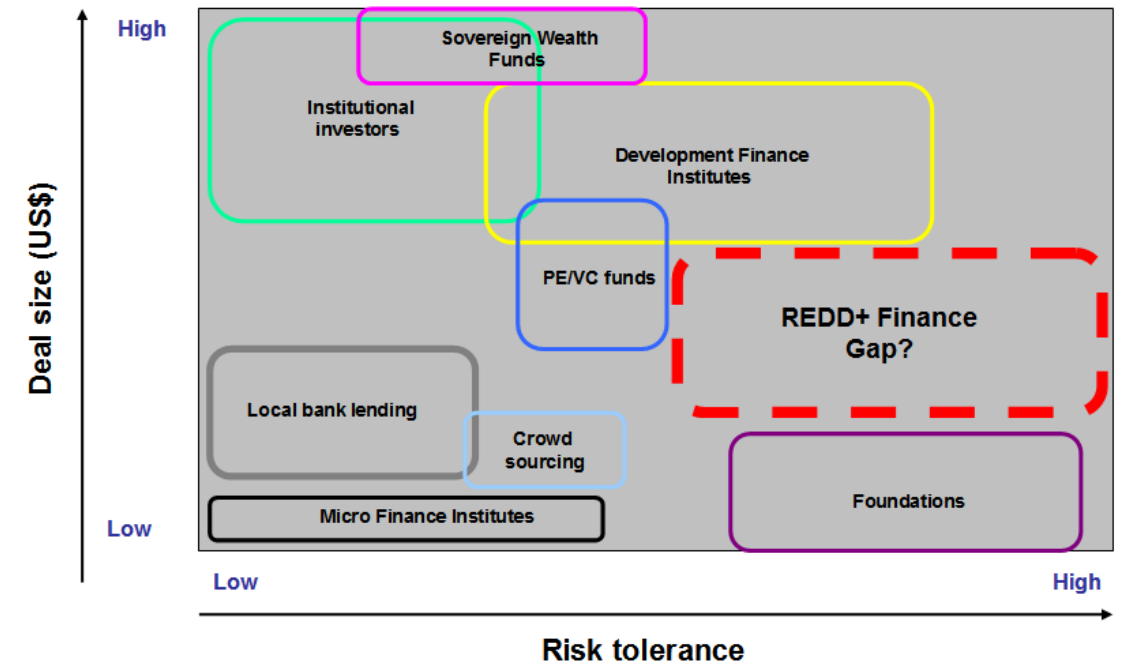 High
Sovereign Wealth
Funds
Institutional
investors
Development Finance
Institutes
Deal size (US$)
PE/VC funds
REDD+ Finance
Gap?
Local bank lending
Crowd
sourcing
Foundations
Micro Finance Institutes
Low
Low
High
Risk tolerance